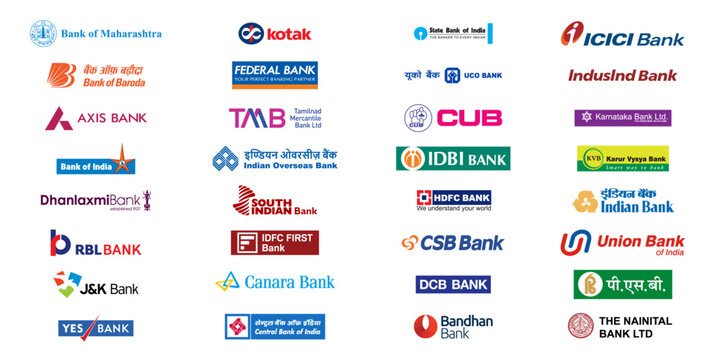 Bank of Maharashtra
kotak
State Bank of India
THE BANKER TO EVERY INDIAN
ICICI Bank
बैंक ऑफ़ बड़ौदा
Bank of Baroda
FEDERAL BANK
YOUR PERFECT BANKING PARTNER
यूको बैंक
UCO BANK
IndusInd Bank
AXIS BANK
TMB
Tamilnad
Mercantile
Bank Ltd
CUB
CUB
Karnataka Bank Ltd.
Bank of India
इण्डियन ओवरसीज़ बैंक
Indian Overseas Bank
IDBI BANK
KVB
Karur Vysya Bank
Smart way to bank
DhanlaxmiBank
established 1927
SOUTH
INDIAN Bank
HDFC BANK
We understand your world
इंडियन बैंक
Indian Bank
RBLBANK
IDFC FIRST
Bank
CSB Bank
Union Bank
of India
J&K Bank
Canara Bank
DCB BANK
पी.एस.बी.
YES BANK
सेन्ट्रल बैंक ऑफ़ इंडिया
Central Bank of India
Bandhan
Bank
THE NAINITAL
BANK LTD